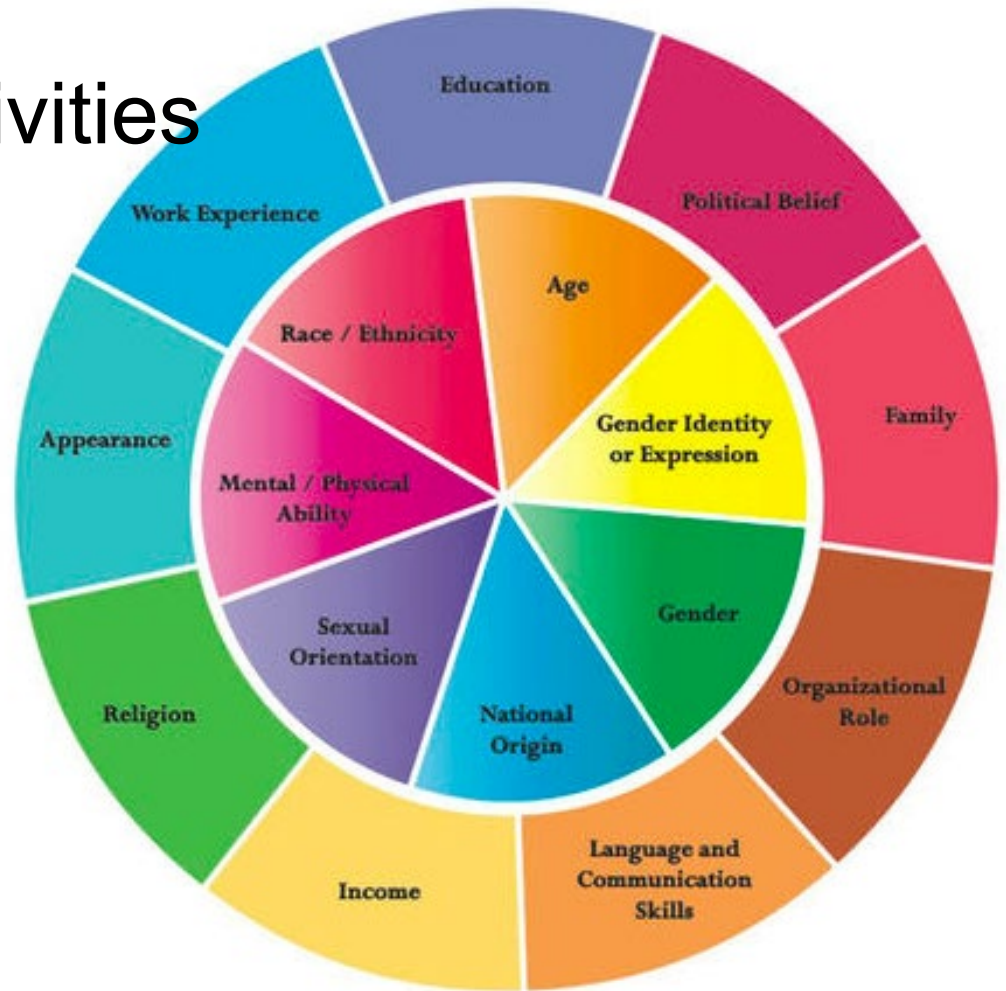 ivities
Education
Political Belief
Work Experience
Age
Race / Ethnicity
Gender Identity
or Expression
Family
Appearance
Mental / Physical
Ability
Gender
Sexual
Orientation
Organizational
Role
Religion
National
Origin
Language and
Communication
Skills
Income